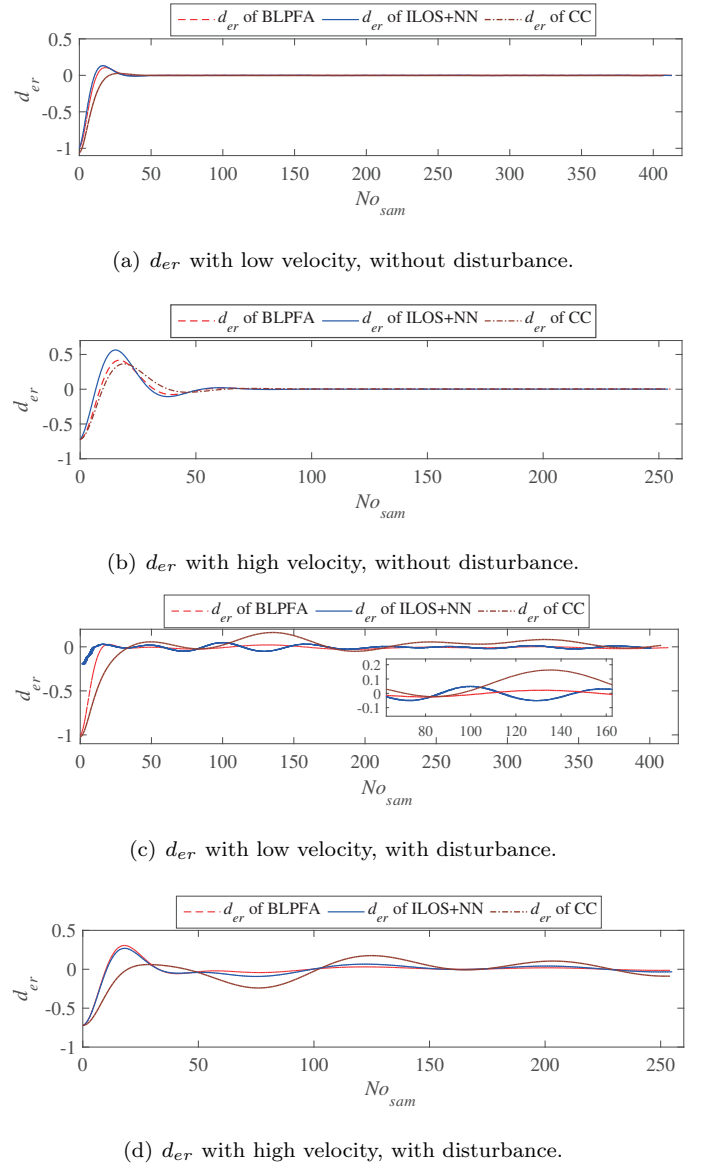 d_er of BLPFA d_er of ILOS+NN d_er of CC
0.5
0
-0.5
-1
d_er
0 50 100 150 200 250 300 350 400
No_sam
(a) d_er with low velocity, without disturbance.
d_er of BLPFA d_er of ILOS+NN d_er of CC
0.5
0
-0.5
-1
d_er
0 50 100 150 200 250
No_sam
(b) d_er with high velocity, without disturbance.
d_er of BLPFA d_er of ILOS+NN d_er of CC
0
-0.5
-1
d_er
0.2
0.1
0
-0.1
80 100 120 140 160
0 50 100 150 200 250 300 350 400
No_sam
(c) d_er with low velocity, with disturbance.
d_er of BLPFA d_er of ILOS+NN d_er of CC
0.5
0
-0.5
-1
d_er
0 50 100 150 200 250
No_sam
(d) d_er with high velocity, with disturbance.